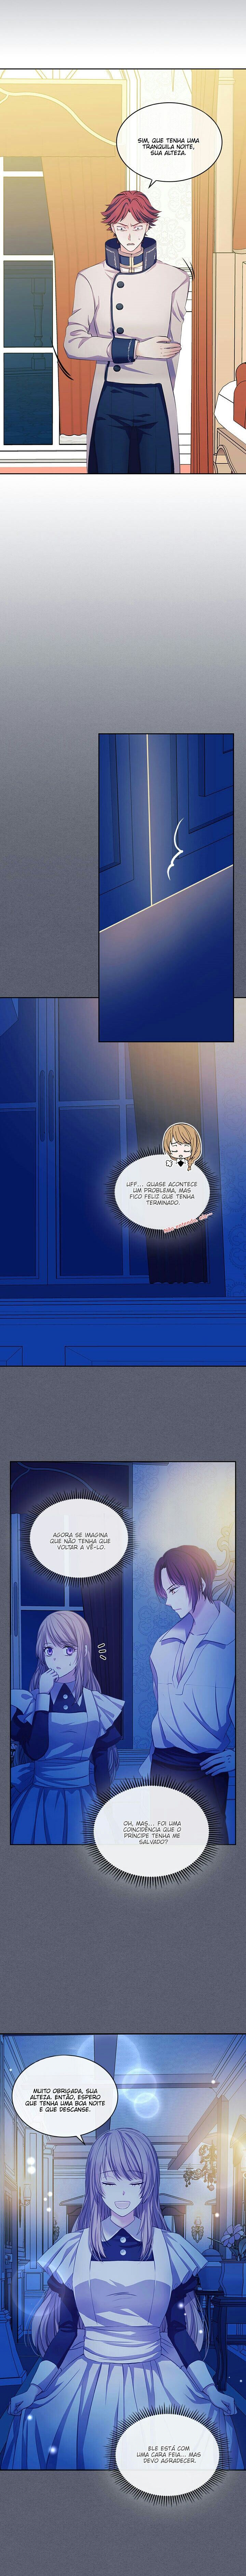 SIM, QUE TENHA UMA
TRANQUILA NOITE,
SUA ALTEZA.
UFF... QUASE ACONTECE
UM PROBLEMA, MAS
FICO FELIZ QUE TENHA
TERMINADO.
AGORA SE IMAGINA
QUE NÃO TENHA QUE
VOLTAR A VÊ-LO.
OH, MAS... FOI UMA
COINCIDÊNCIA QUE O
PRÍNCIPE TENHA ME
SALVADO?
MUITO OBRIGADA, SUA
ALTEZA. ENTÃO, ESPERO
QUE TENHA UMA BOA NOITE
E QUE DESCANSE.
ELE ESTÁ COM
UMA CARA FEIA... MAS
DEVO AGRADECER.